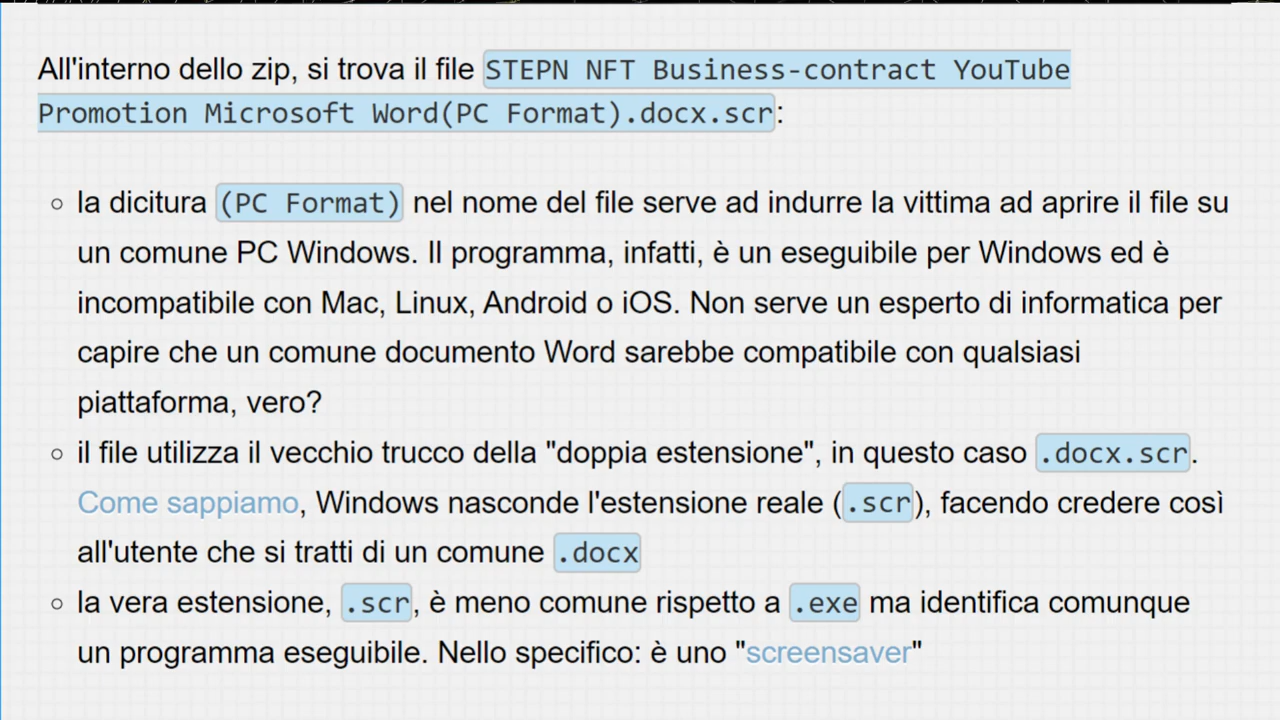 All'interno dello zip, si trova il file STEPN NFT Business-contract YouTube
Promotion Microsoft Word(PC Format).docx.scr:
la dicitura (PC Format) nel nome del file serve ad indurre la vittima ad aprire il file su
un comune PC Windows. Il programma, infatti, è un eseguibile per Windows ed è
incompatibile con Mac, Linux, Android o iOS. Non serve un esperto di informatica per
capire che un comune documento Word sarebbe compatibile con qualsiasi
piattaforma, vero?
il file utilizza il vecchio trucco della "doppia estensione", in questo caso .docx.scr.
Come sappiamo, Windows nasconde l'estensione reale (.scr), facendo credere così
all'utente che si tratti di un comune .docx
la vera estensione, .scr, è meno comune rispetto a .exe ma identifica comunque
un programma eseguibile. Nello specifico: è uno "screensaver"